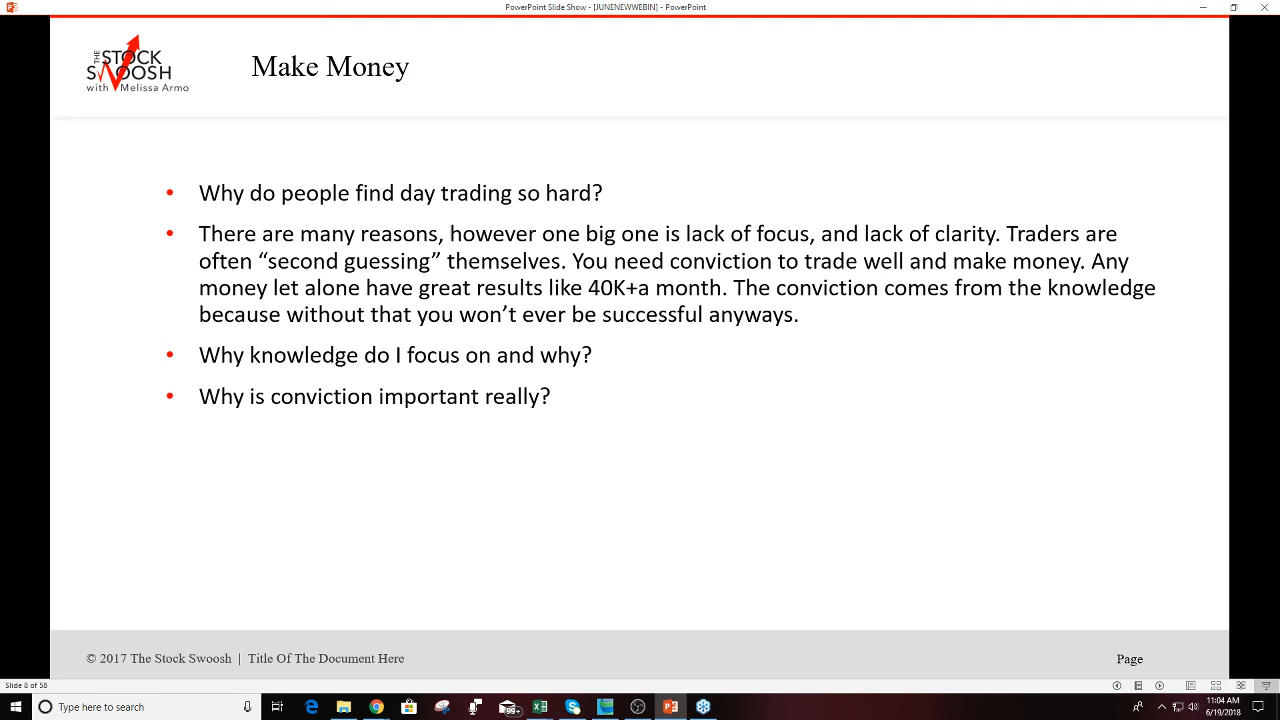 PowerPoint Slide Show - [JUNENEWWEBIN] - PowerPoint
THE
STOCK
SWOOSH
with Melissa Armo
Make Money
• Why do people find day trading so hard?
• There are many reasons, however one big one is lack of focus, and lack of clarity. Traders are
often “second guessing” themselves. You need conviction to trade well and make money. Any
money let alone have great results like 40K+a month. The conviction comes from the knowledge
because without that you won’t ever be successful anyways.
• Why knowledge do I focus on and why?
• Why is conviction important really?
© 2017 The Stock Swoosh | Title Of The Document Here
Page
Slide 8 of 58
Type here to search
99+
11:04 AM
6/19/2018